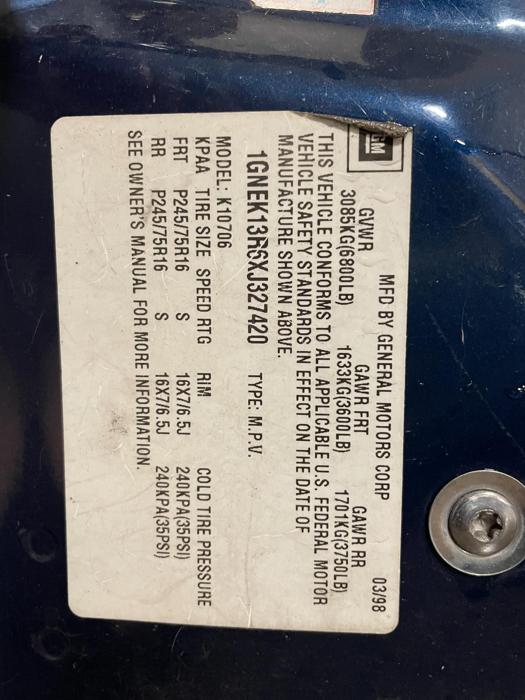 GM
MFD BY GENERAL MOTORS CORP 03/98
GVWR GAWR FRT GAWR RR
3085KG(6800LB) 1633KG(3600LB) 1701KG(3750LB)
THIS VEHICLE CONFORMS TO ALL APPLICABLE U.S. FEDERAL MOTOR
VEHICLE SAFETY STANDARDS IN EFFECT ON THE DATE OF
MANUFACTURE SHOWN ABOVE.
1GNEK13R6XJ327420 TYPE: M.P.V.
MODEL: K10706
KPAA TIRE SIZE SPEED RTG RIM COLD TIRE PRESSURE
FRT P245/75R16 S 16X7/6.5J 240KPA(35PSI)
RR P245/75R16 S 16X7/6.5J 240KPA(35PSI)
SEE OWNER'S MANUAL FOR MORE INFORMATION.